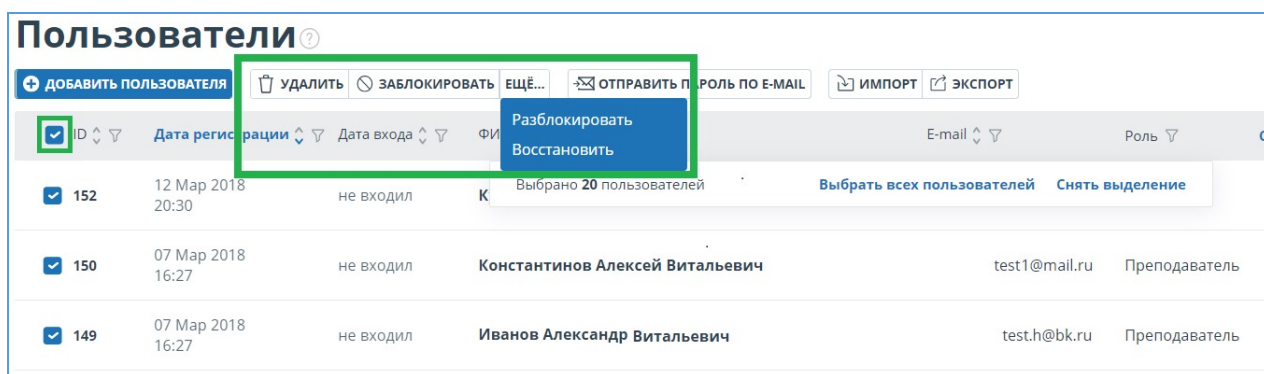 Пользователи
ДОБАВИТЬ ПОЛЬЗОВАТЕЛЯ УДАЛИТЬ ЗАБЛОКИРОВАТЬ ЕЩЁ... ОТПРАВИТЬ ПАРОЛЬ ПО E-MAIL ИМПОРТ ЭКСПОРТ
Разблокировать
Восстановить
ID Дата регистрации Дата входа E-mail Роль
Выбрано 20 пользователей Выбрать всех пользователей Снять выделение
152 12 Мар 2018 20:30 не входил К
150 07 Мар 2018 16:27 не входил Константинов Алексей Витальевич test1@mail.ru Преподаватель
149 07 Мар 2018 16:27 не входил Иванов Александр Витальевич test.h@bk.ru Преподаватель